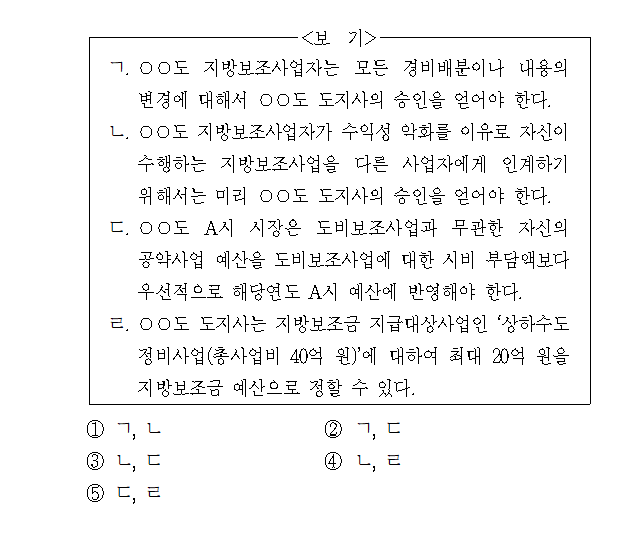 <보 기>
ㄱ. ○○도 지방보조사업자는 모든 경비배분이나 내용의
변경에 대해서 ○○도 도지사의 승인을 얻어야 한다.
ㄴ. ○○도 지방보조사업자가 수익성 악화를 이유로 자신이
수행하는 지방보조사업을 다른 사업자에게 인계하기
위해서는 미리 ○○도 도지사의 승인을 얻어야 한다.
ㄷ. ○○도 A시 시장은 도비보조사업과 무관한 자신의
공약사업 예산을 도비보조사업에 대한 시비 부담액보다
우선적으로 해당연도 A시 예산에 반영해야 한다.
ㄹ. ○○도 도지사는 지방보조금 지급대상사업인 ‘상하수도
정비사업(총사업비 40억 원)’에 대하여 최대 20억 원을
지방보조금 예산으로 정할 수 있다.
① ㄱ, ㄴ ② ㄱ, ㄷ
③ ㄴ, ㄷ ④ ㄴ, ㄹ
⑤ ㄷ, ㄹ